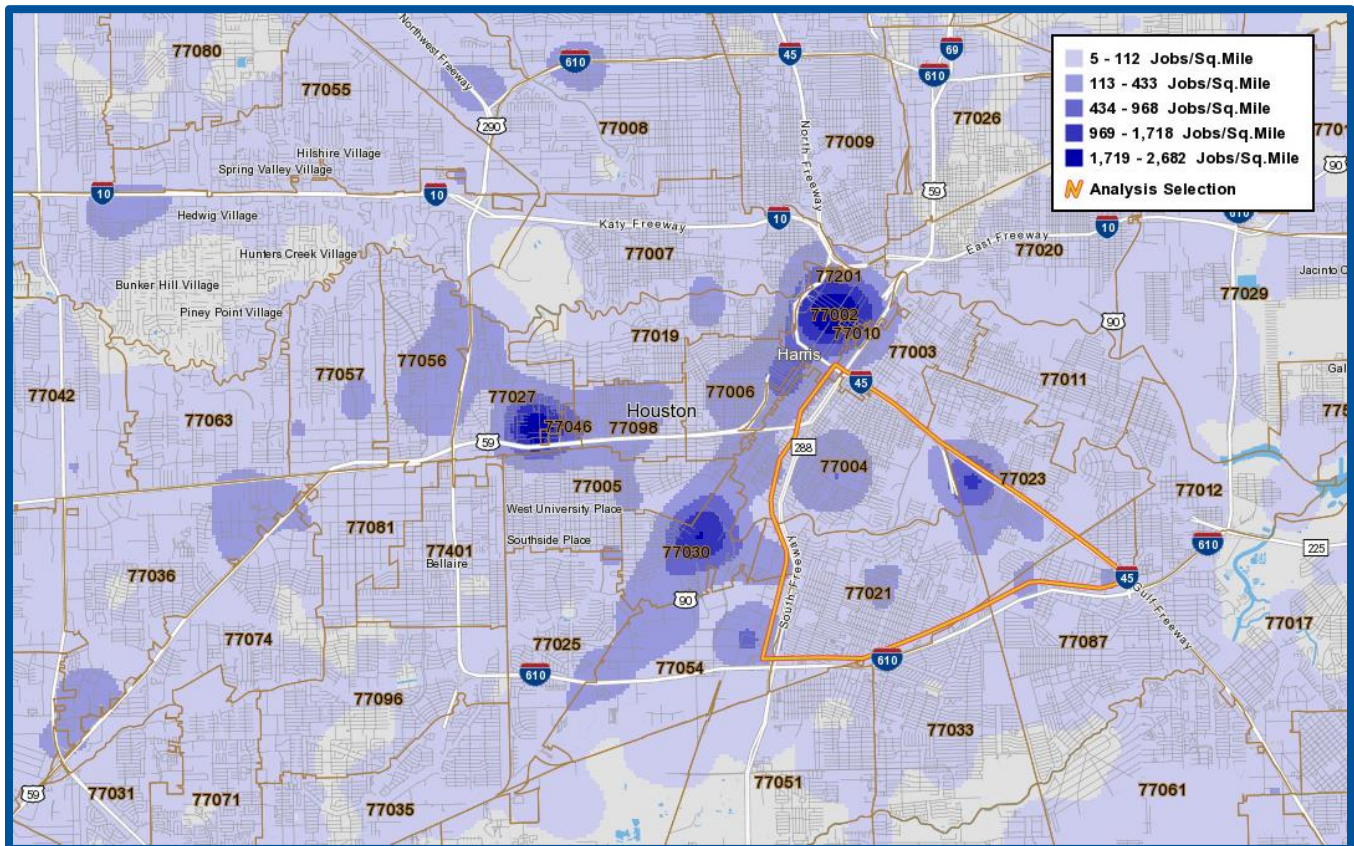 5 - 112 Jobs/Sq.Mile
113 - 433 Jobs/Sq.Mile
434 - 968 Jobs/Sq.Mile
969 - 1,718 Jobs/Sq.Mile
1,719 - 2,682 Jobs/Sq.Mile
Analysis Selection
77080
Northwest Freeway
610
45
69
610
77055
290
77008
77009
North Freeway
77026
90
59
Hilshire Village
Spring Valley Village
10
10
Hedwig Village
Katy Freeway
10
East Freeway
10
610
77020
Hunters Creek Village
77007
77201
Jacinto
Bunker Hill Village
Piney Point Village
77002
77010
77029
90
77019
77003
Harris
77056
77057
77042
77063
77027
77006
45
77011
Houston
77046
77098
59
288
77004
77023
77005
77012
West University Place
77081
77401
Bellaire
Southside Place
77030
South Freeway
610
225
77036
90
77021
45
Gulf Freeway
77017
77074
77025
77054
610
610
77087
77096
77033
59
77031
77071
77035
77051
77061